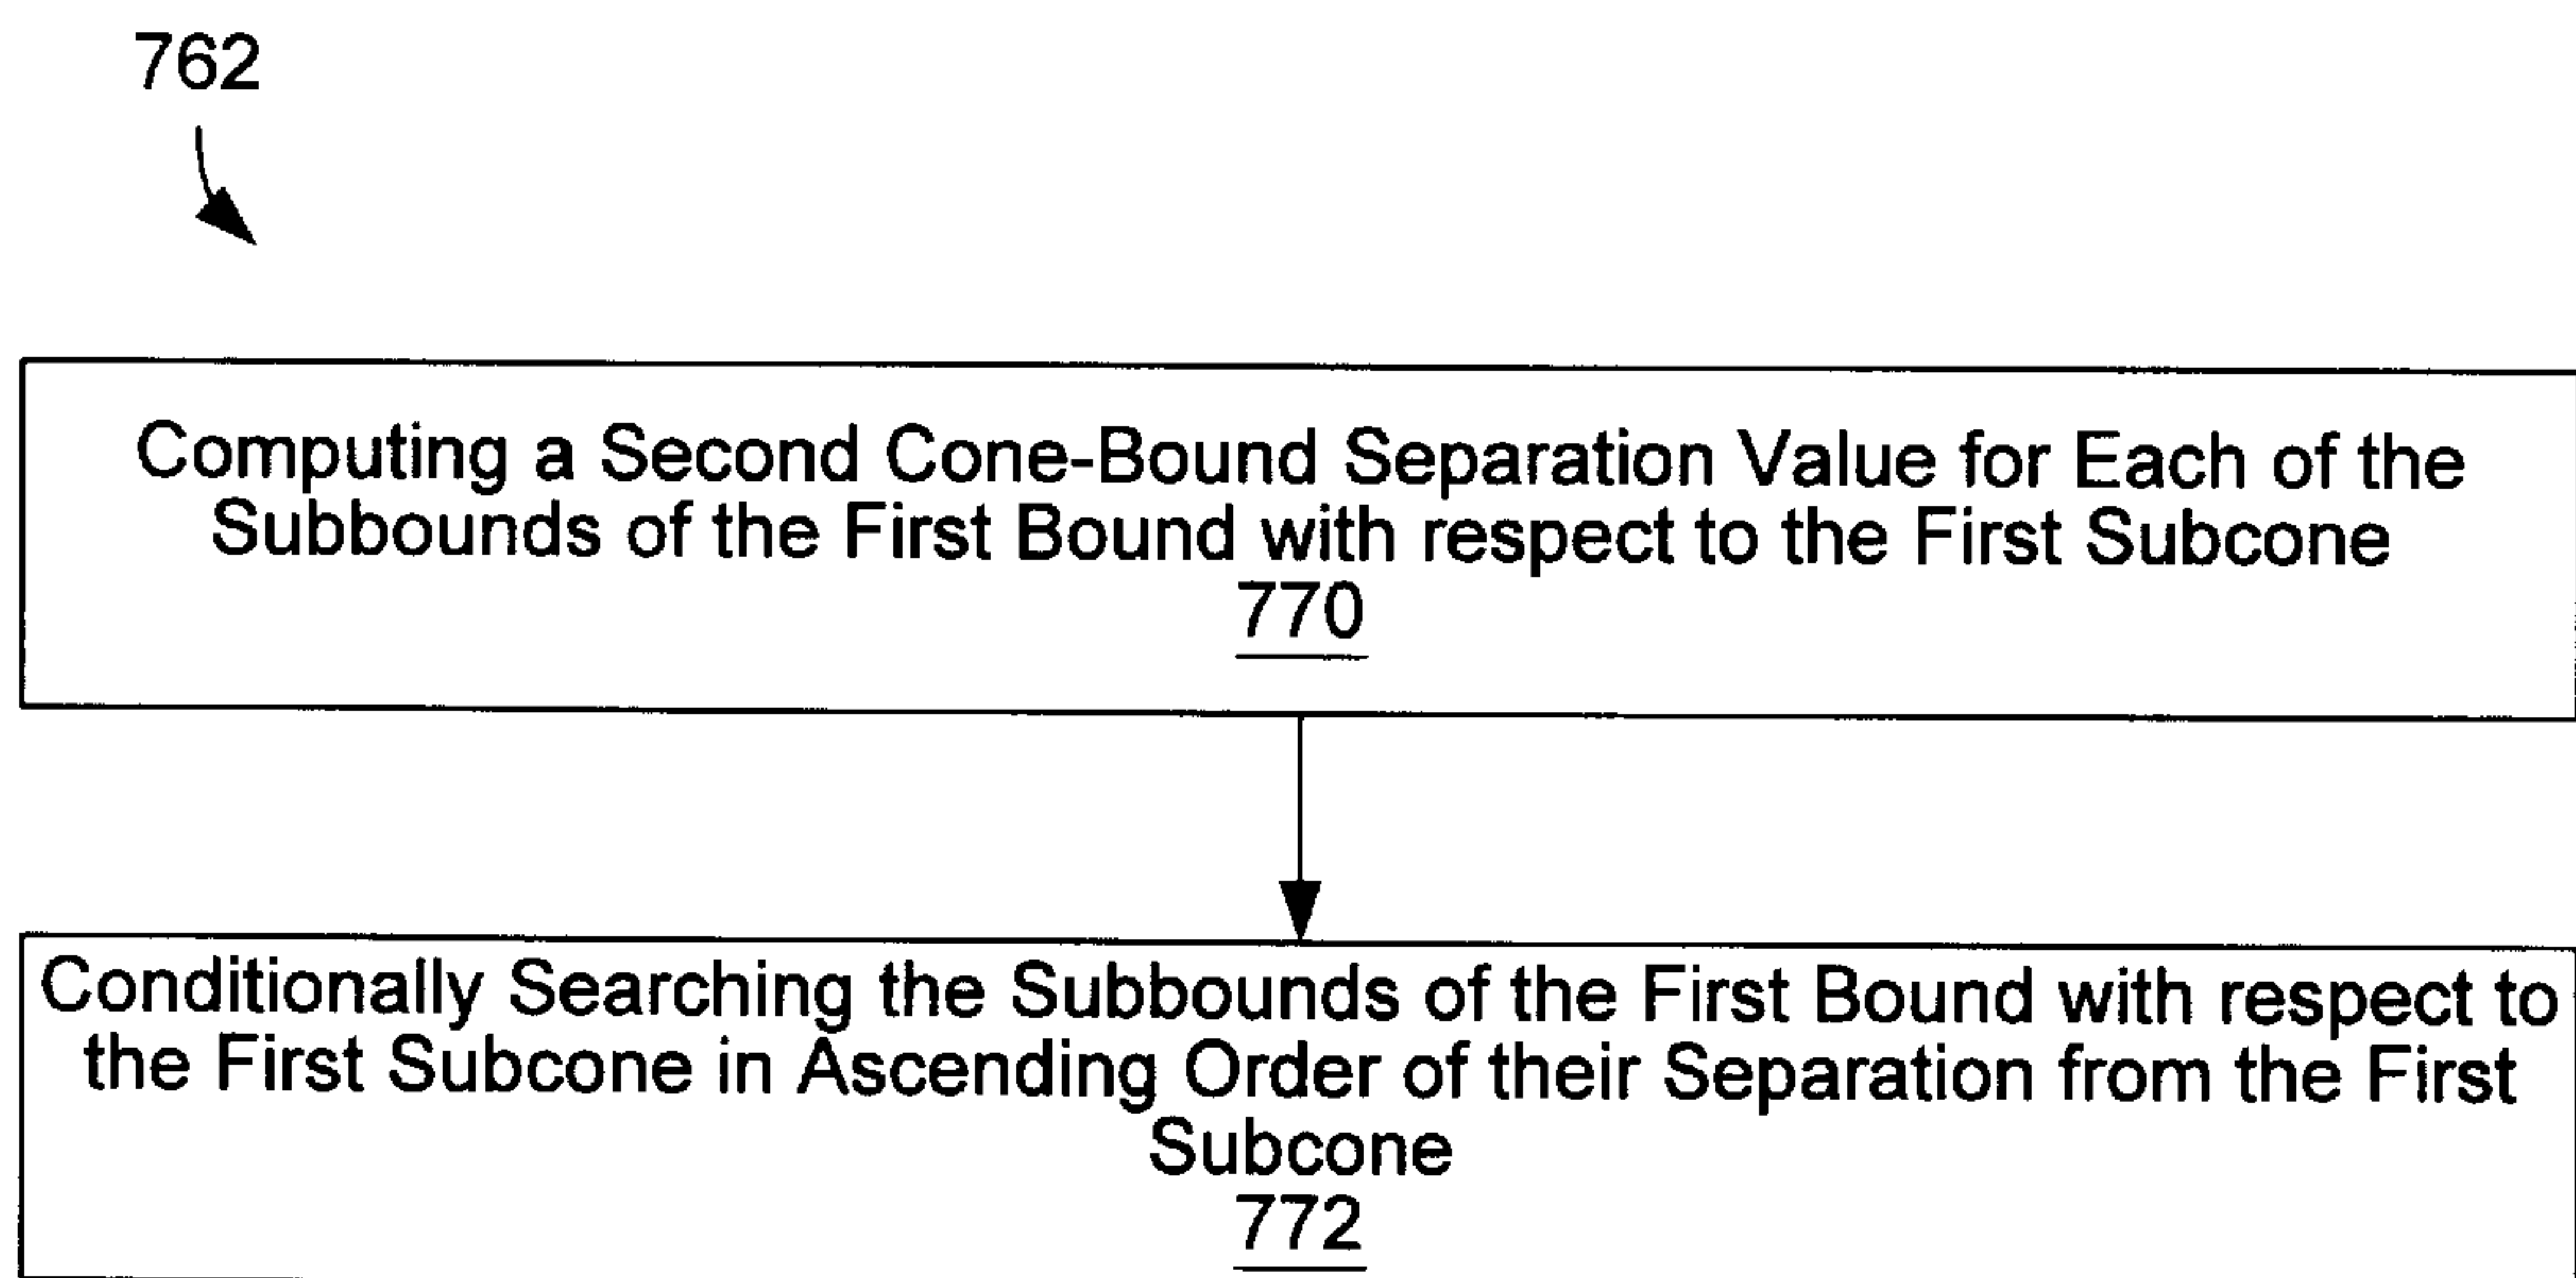 762
Computing a Second Cone-Bound Separation Value for Each of the
Subbounds of the First Bound with respect to the First Subcone
770
Conditionally Searching the Subbounds of the First Bound with respect to
the First Subcone in Ascending Order of their Separation from the First
Subcone
772